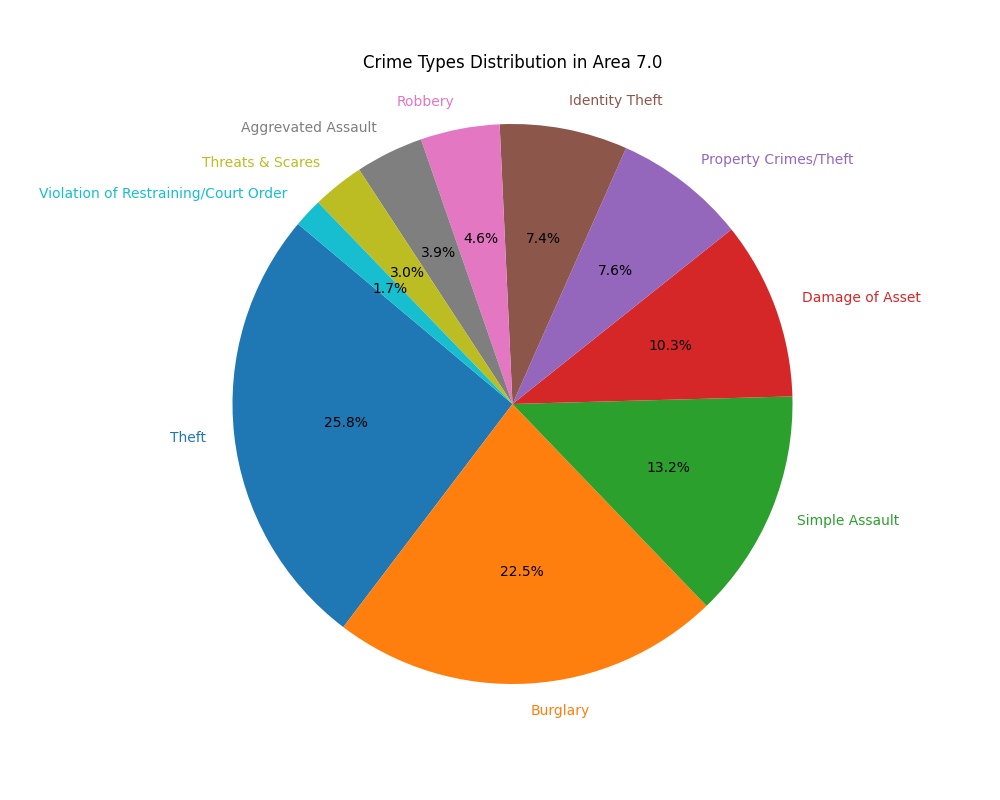 Crime Types Distribution in Area 7.0
Robbery
Identity Theft
Aggrevated Assault
Threats & Scares
Property Crimes/Theft
Violation of Restraining/Court Order
4.6%
7.4%
3.9%
3.0%
7.6%
1.7%
Damage of Asset
10.3%
25.8%
Theft
13.2%
Simple Assault
22.5%
Burglary